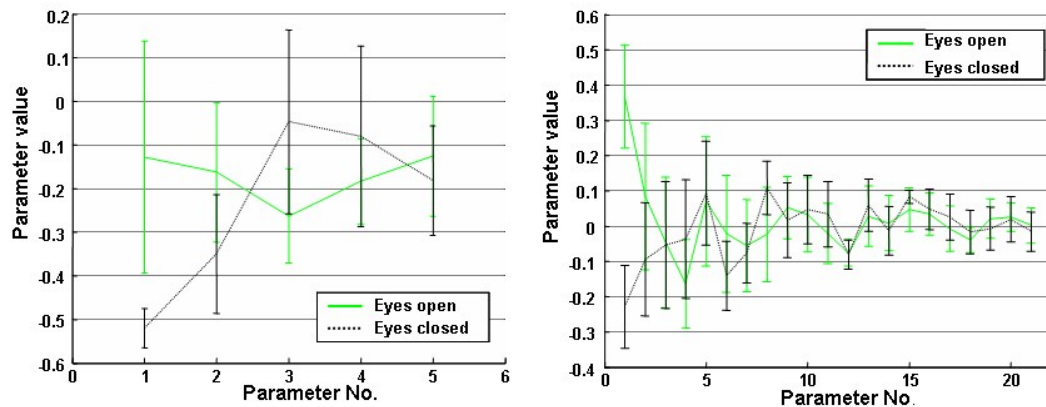 0.2
0.1
0
-0.1
-0.2
-0.3
-0.4
-0.5
-0.6
Parameter value
Eyes open
Eyes closed
0 1 2 3 4 5 6
Parameter No.
0.6
0.5
0.4
0.3
0.2
0.1
0
-0.1
-0.2
-0.3
-0.4
Parameter value
Eyes open
Eyes closed
0 5 10 15 20
Parameter No.